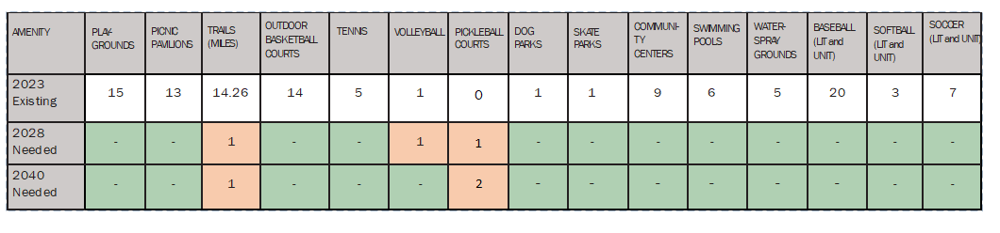 AMENITY PLAY-GROUNDS PICNIC PAVILIONS TRAILS (MILES) OUTDOOR BASKETBALL COURTS TENNIS VOLLEYBALL PICKLEBALL COURTS DOG PARKS SKATE PARKS COMMUNI-TY CENTERS SWIMMING POOLS WATER-SPRAY GROUNDS BASEBALL (LIT and UNIT) SOFTBALL (LIT and UNIT) SOCCER (LIT and UNIT)
2023 Existing 15 13 14.26 14 5 1 0 1 1 9 6 5 20 3 7
2028 Needed - - 1 - - 1 1 - - - - - - - -
2040 Needed - - 1 - - - 2 - - - - - - - -